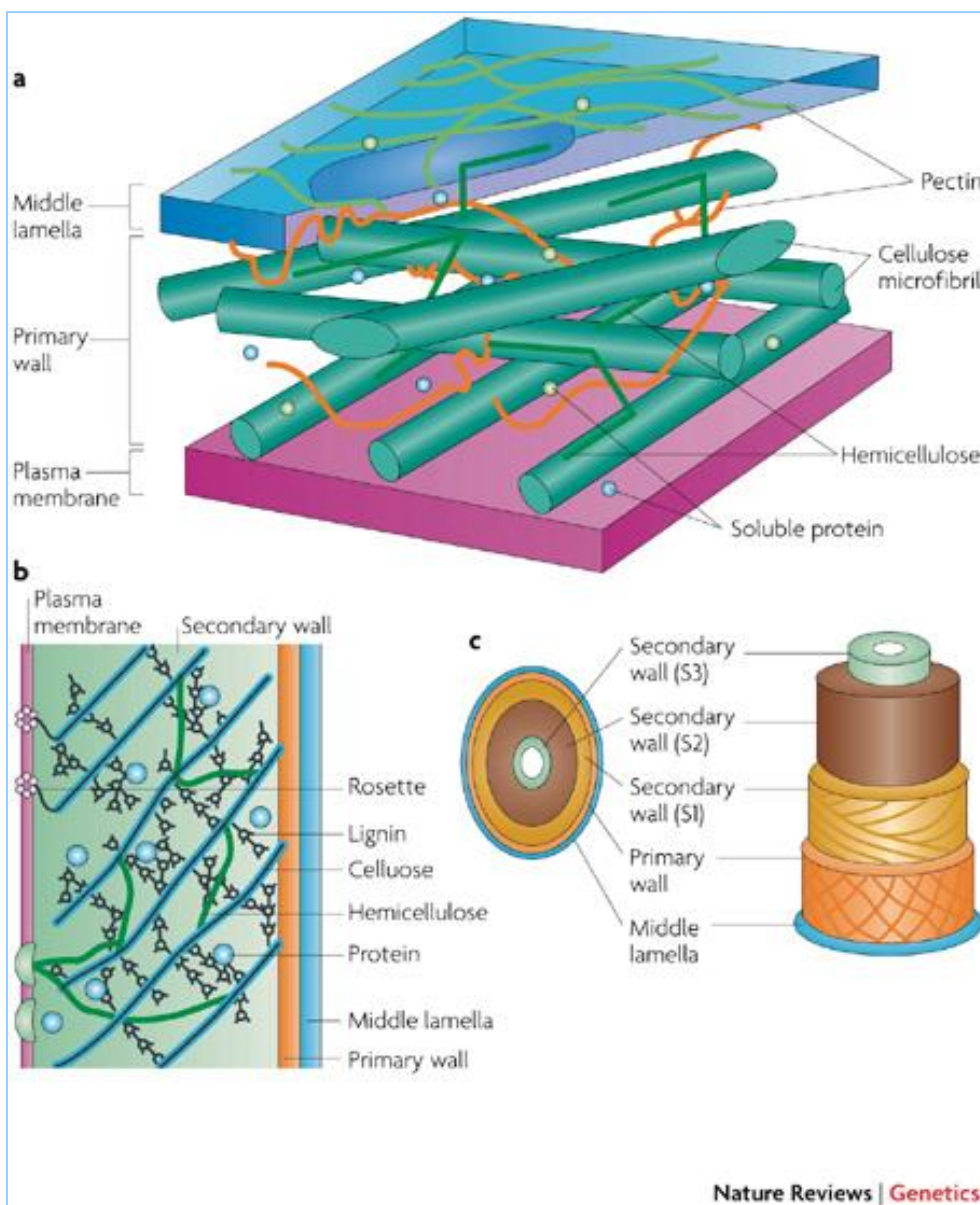 a
Middle
lamella
Primary
wall
Plasma
membrane
Pectin
Cellulose
microfibril
Hemicellulose
Soluble protein
b
Plasma
membrane
Secondary wall
Rosette
Lignin
Celluose
Hemicellulose
Protein
Middle lamella
Primary wall
c
Secondary
wall (S3)
Secondary
wall (S2)
Secondary
wall (S1)
Primary
wall
Middle
lamella
Nature Reviews | Genetics